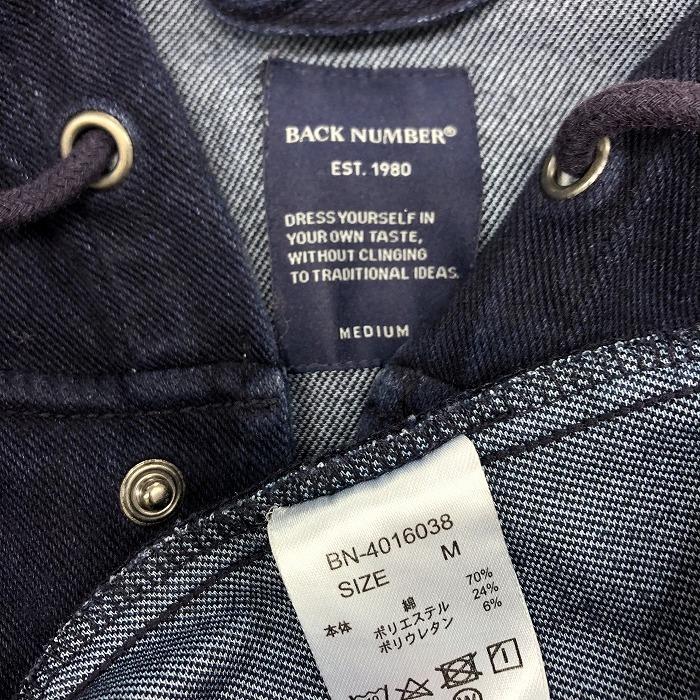 BACK NUMBER®
EST. 1980
DRESS YOURSELF IN
YOUR OWN TASTE,
WITHOUT CLINGING
TO TRADITIONAL IDEAS.
MEDIUM
BN-4016038
SIZE M
本体 綿 70%
ポリエステル 24%
ポリウレタン 6%